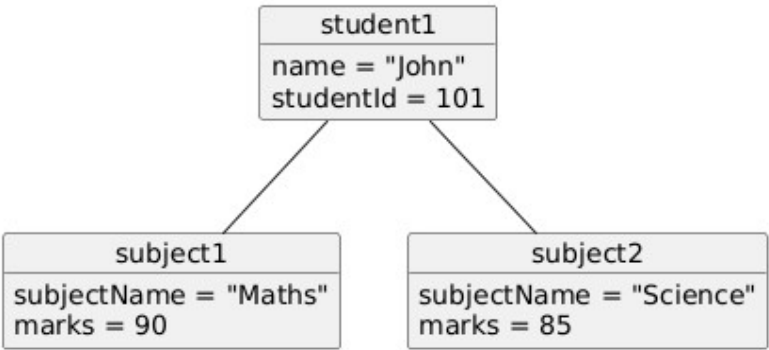 student1
name = "John"
studentId = 101
subject1
subjectName = "Maths"
marks = 90
subject2
subjectName = "Science"
marks = 85